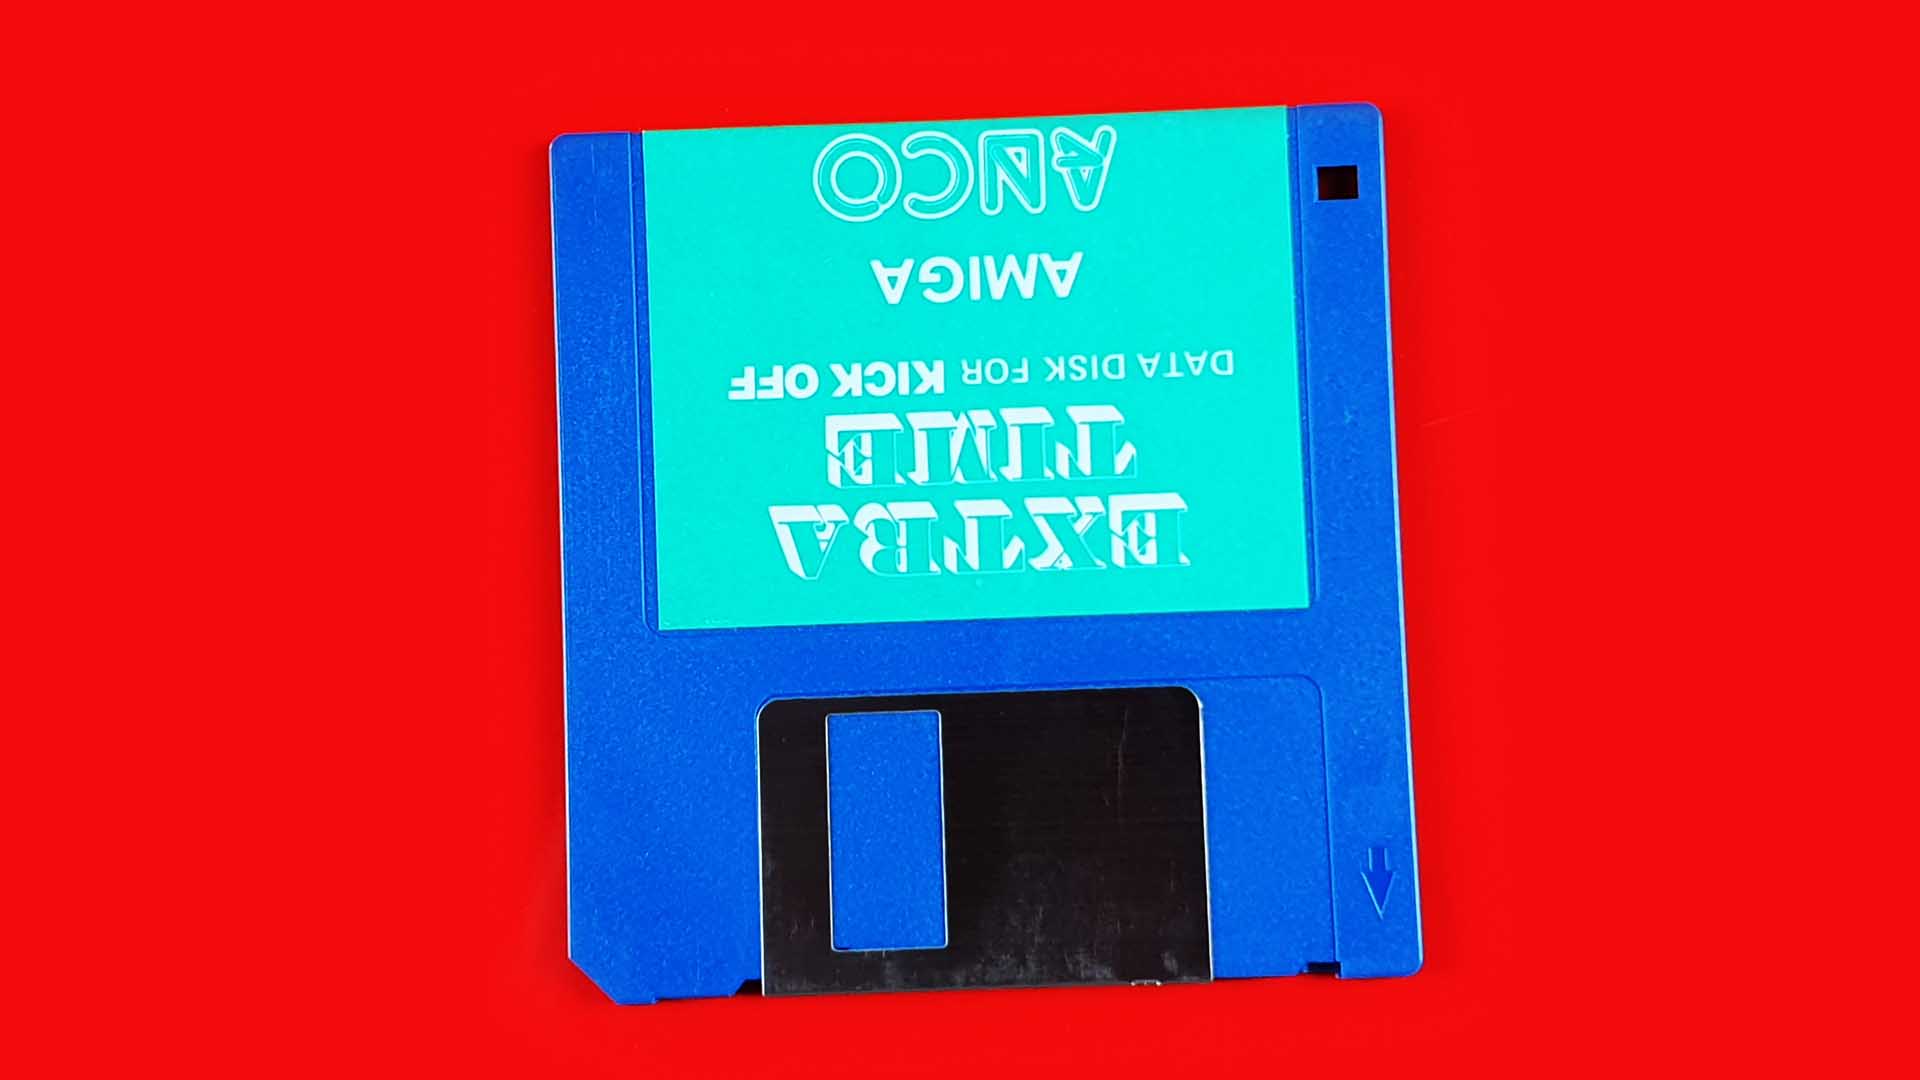 EXTRA
TIME
DATA DISK FOR KICK OFF
AMIGA
ANCO